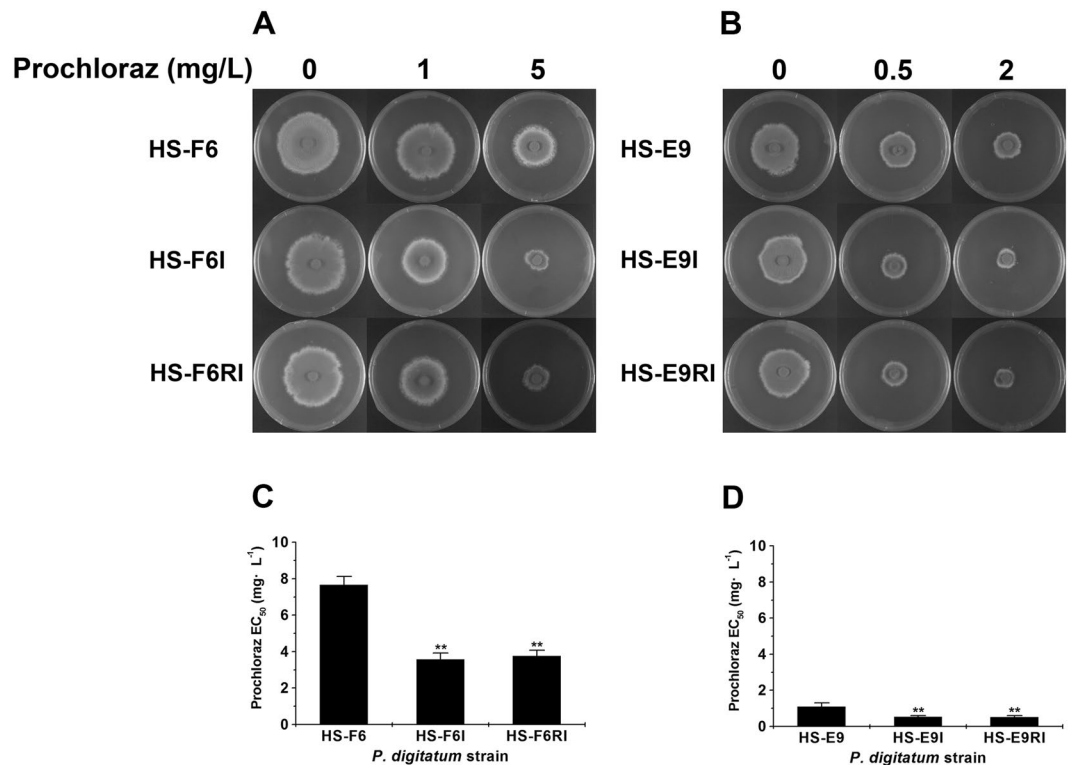 A
B
Prochloraz (mg/L) 0 1 5
0 0.5 2
HS-F6
HS-E9
HS-F6I
HS-E9I
HS-F6RI
HS-E9RI
C
Prochloraz EC50 (mg· L-1)
10
8
6
4
2
0
**
**
HS-F6 HS-F6I HS-F6RI
P. digitatum strain
D
Prochloraz EC50 (mg· L-1)
10
8
6
4
2
0
**
**
HS-E9 HS-E9I HS-E9RI
P. digitatum strain